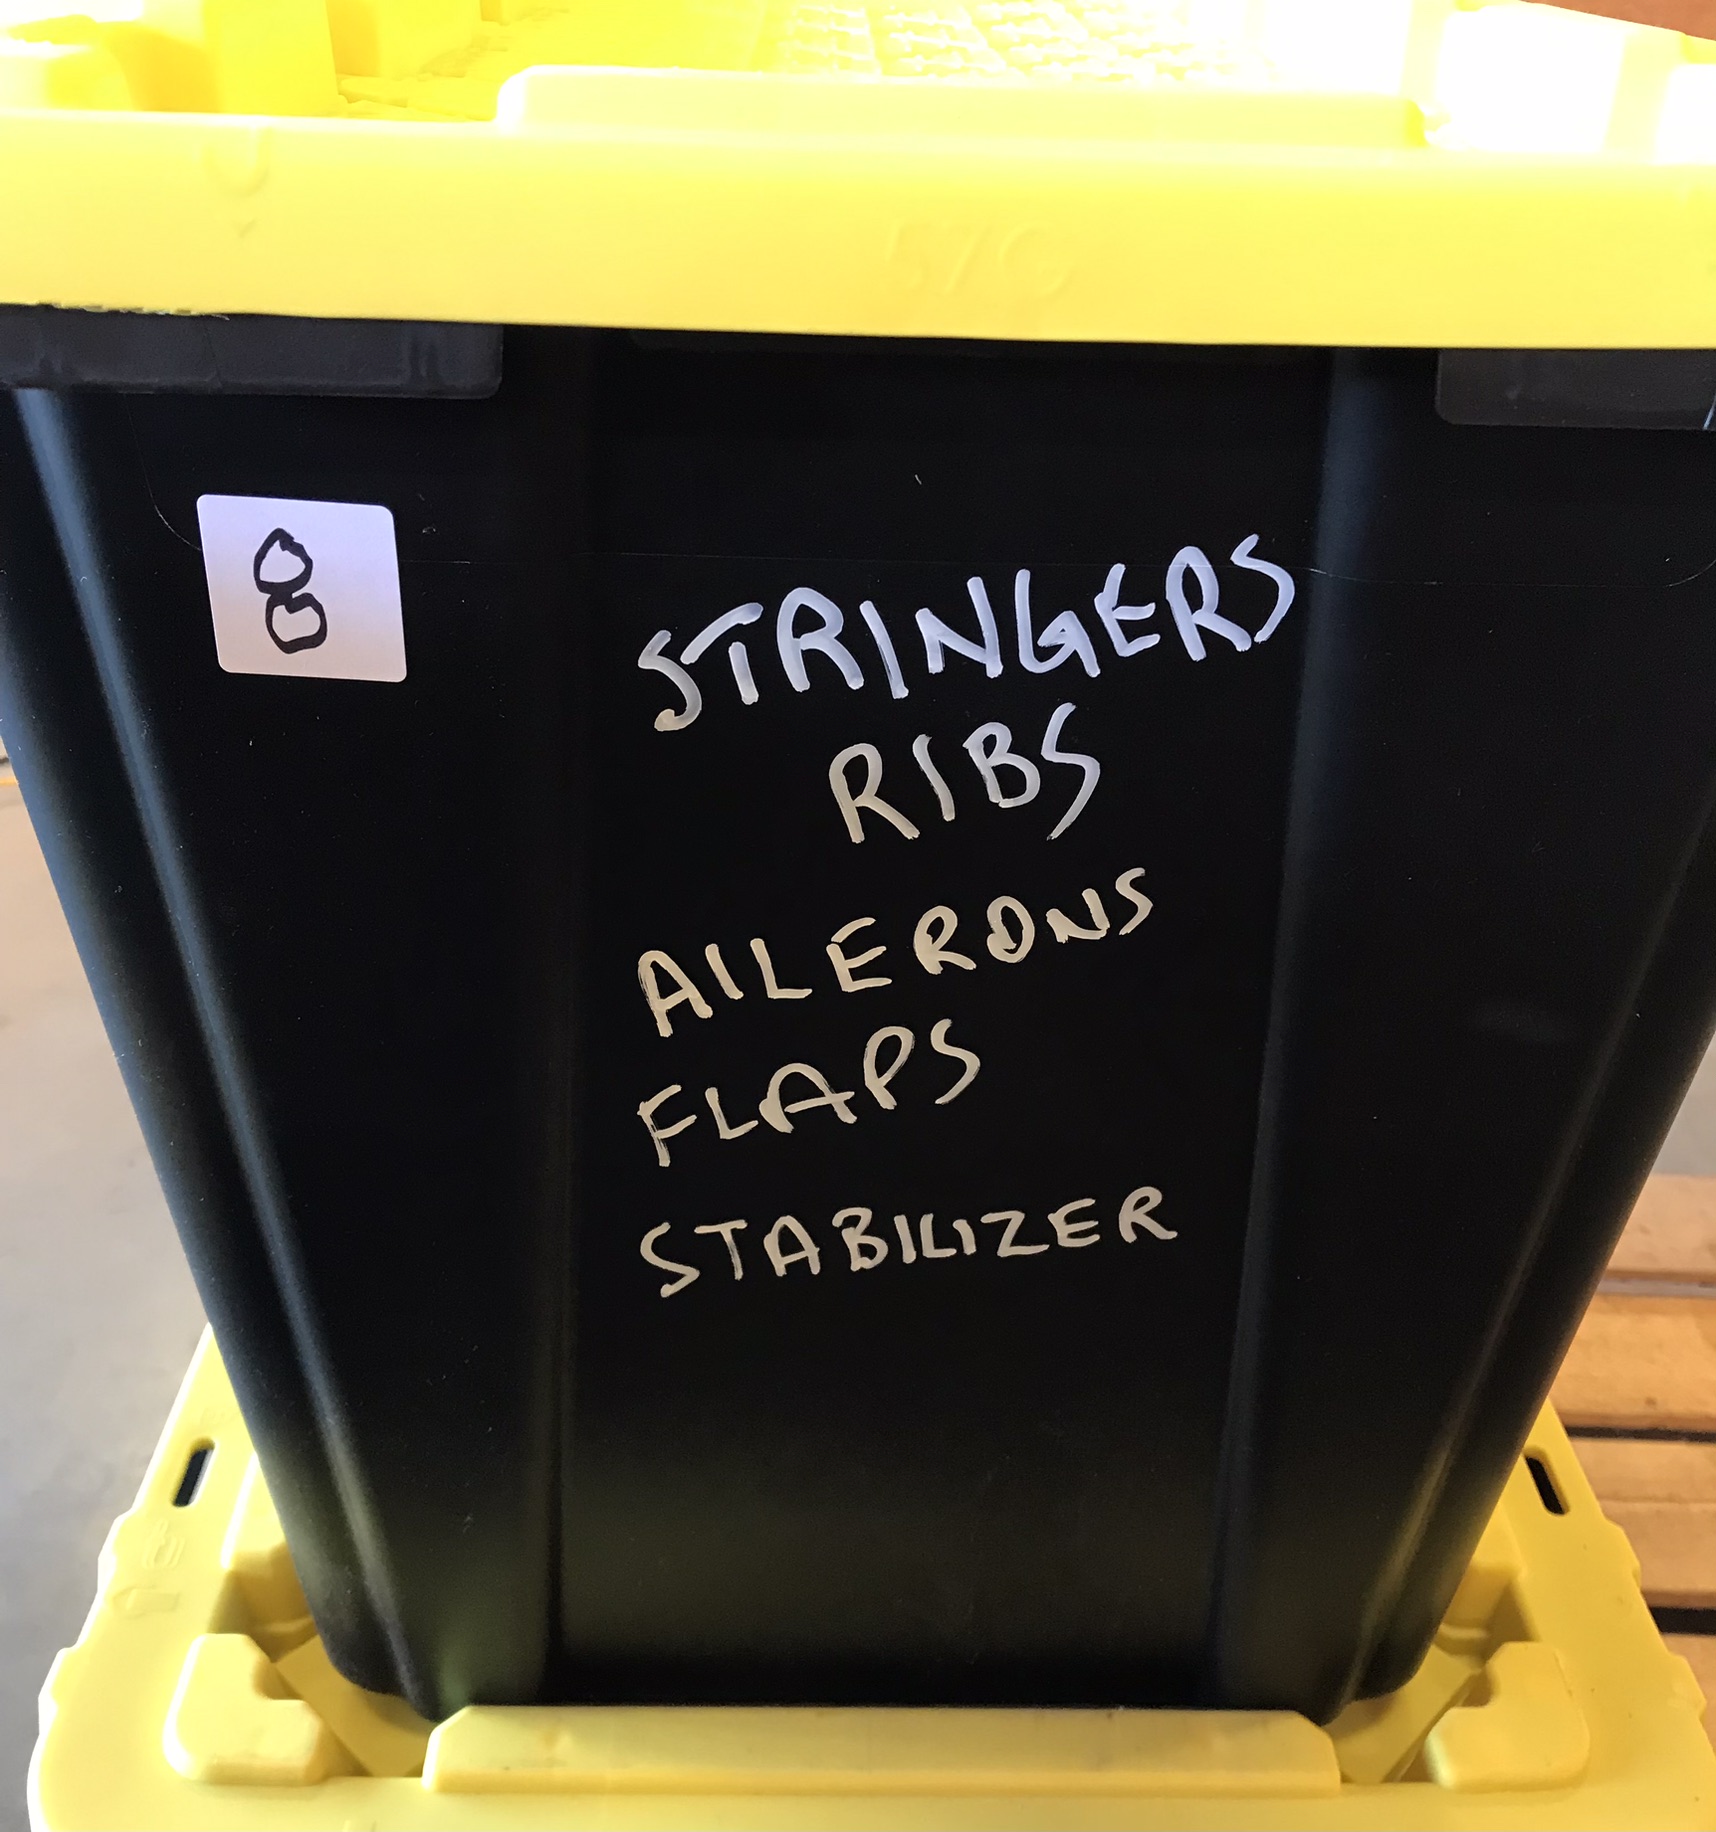 8
STRINGERS
RIBS
AILERONS
FLAPS
STABILIZER